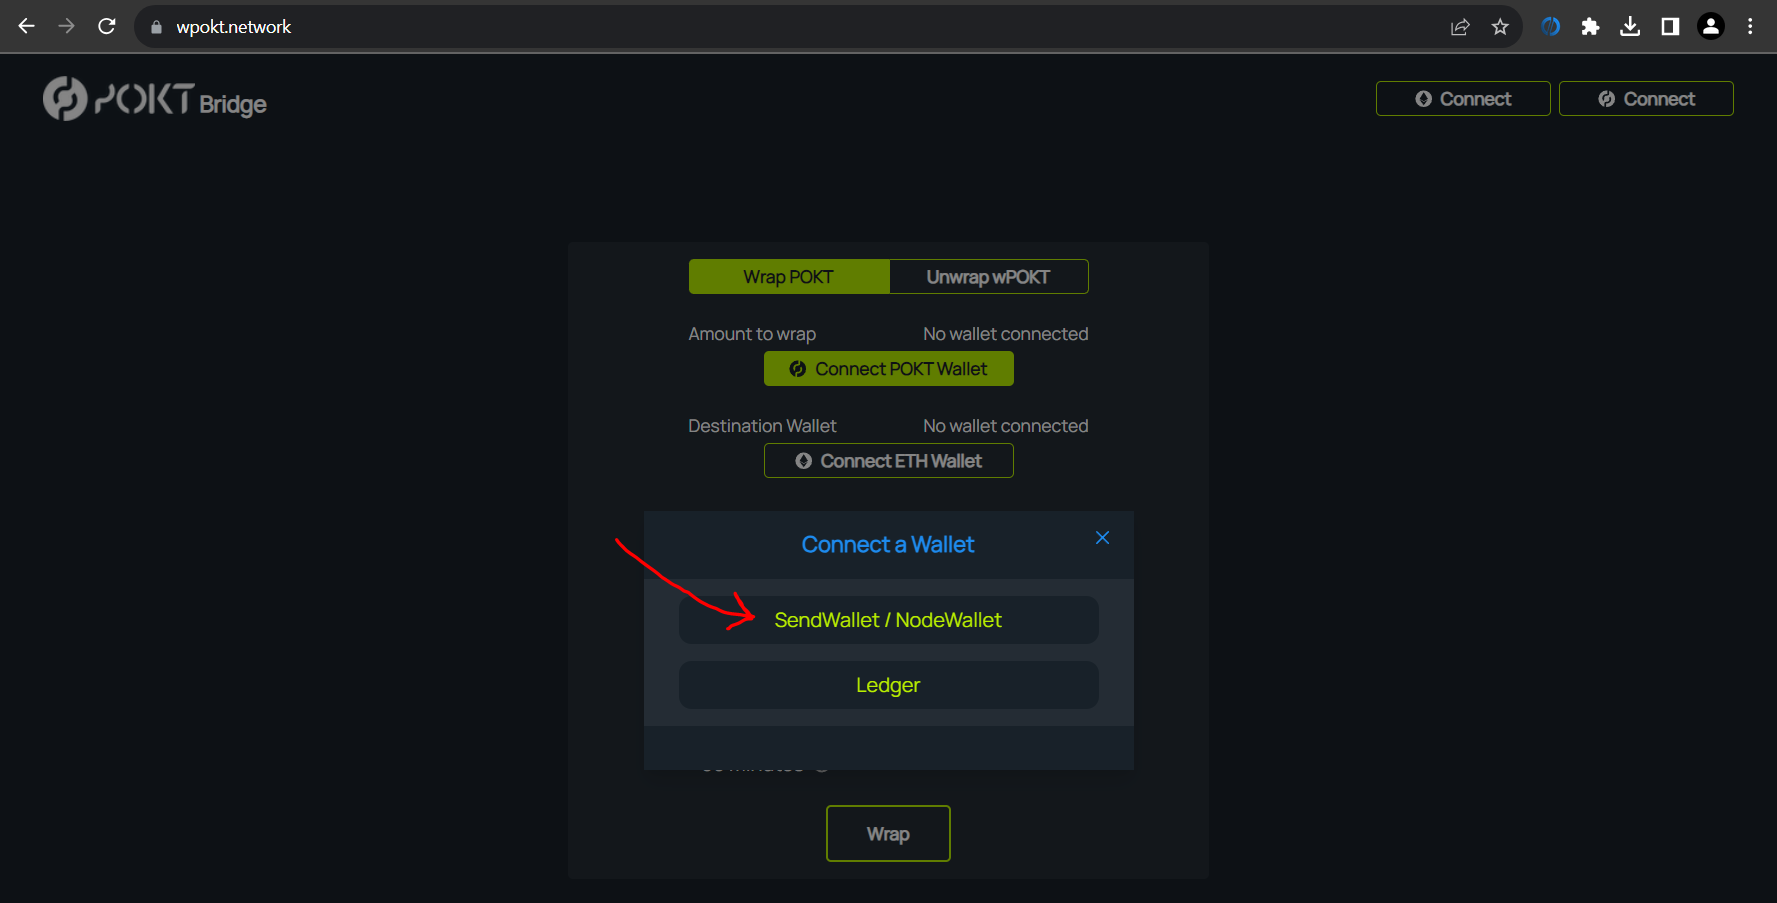 wpokt.network
POKT Bridge
Connect
Connect
Wrap POKT
Unwrap wPOKT
Amount to wrap
No wallet connected
Connect POKT Wallet
Destination Wallet
No wallet connected
Connect ETH Wallet
Connect a Wallet
SendWallet / NodeWallet
Ledger
minutes
Wrap